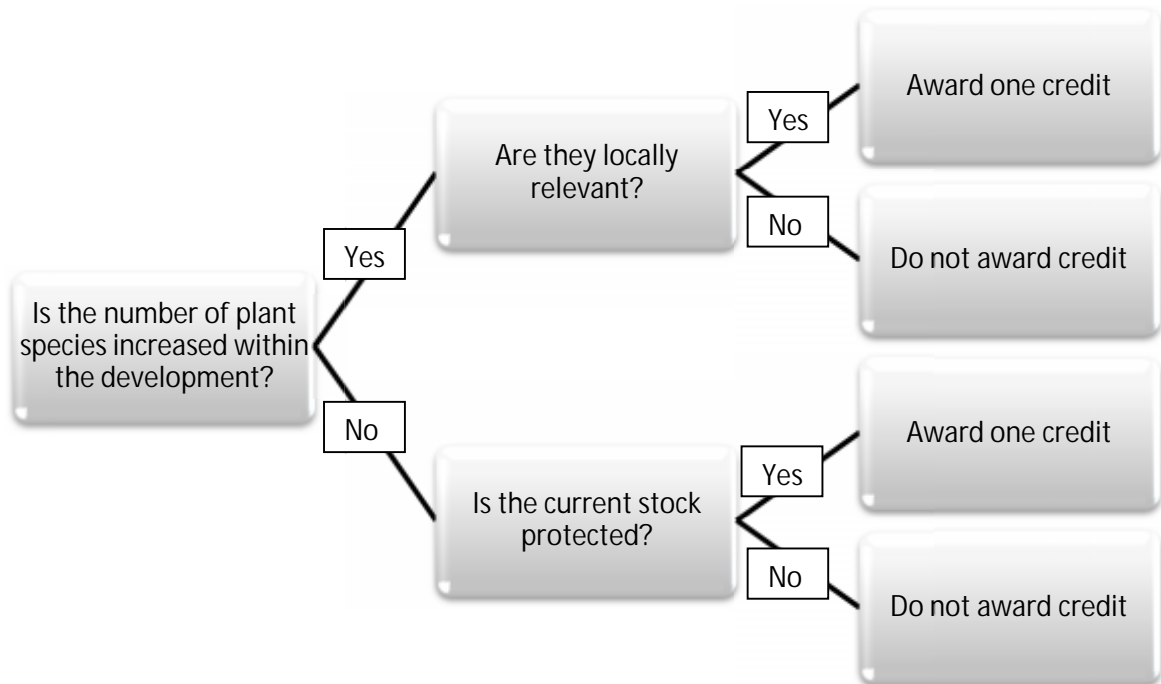 Is the number of plant
species increased within
the development?
Yes
No
Are they locally
relevant?
Yes
No
Award one credit
Do not award credit
Is the current stock
protected?
Yes
No
Award one credit
Do not award credit